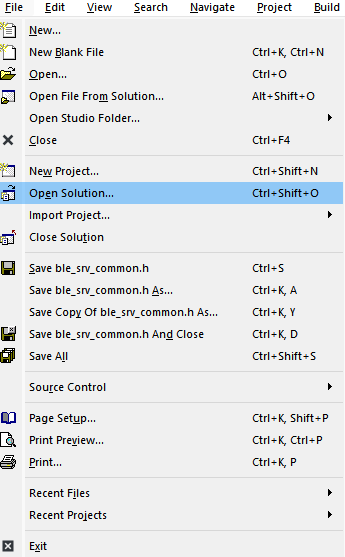 File Edit View Search Navigate Project Build
New...
New Blank File Ctrl+K, Ctrl+N
Open... Ctrl+O
Open File From Solution... Alt+Shift+O
Open Studio Folder...
Close Ctrl+F4
New Project... Ctrl+Shift+N
Open Solution... Ctrl+Shift+O
Import Project...
Close Solution
Save ble_srv_common.h Ctrl+S
Save ble_srv_common.h As... Ctrl+K, A
Save Copy Of ble_srv_common.h As... Ctrl+K, Y
Save ble_srv_common.h And Close Ctrl+K, D
Save All Ctrl+Shift+S
Source Control
Page Setup... Ctrl+K, Shift+P
Print Preview... Ctrl+K, Ctrl+P
Print... Ctrl+K, P
Recent Files
Recent Projects
Exit